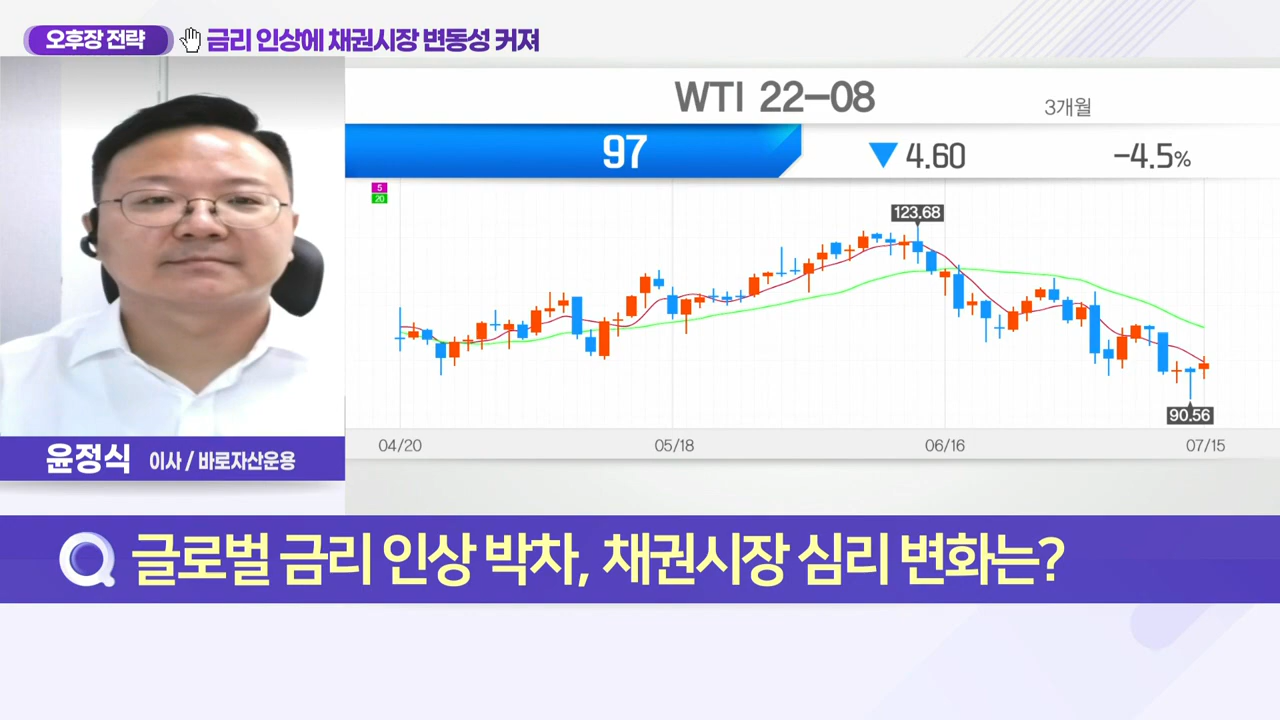 오후장 전략
금리 인상에 채권시장 변동성 커져
WTI 22-08
3개월
97
▼ 4.60
-4.5%
5
20
123.68
90.56
04/20
05/18
06/16
07/15
윤정식 이사 / 바로자산운용
Q 글로벌 금리 인상 박차, 채권시장 심리 변화는?